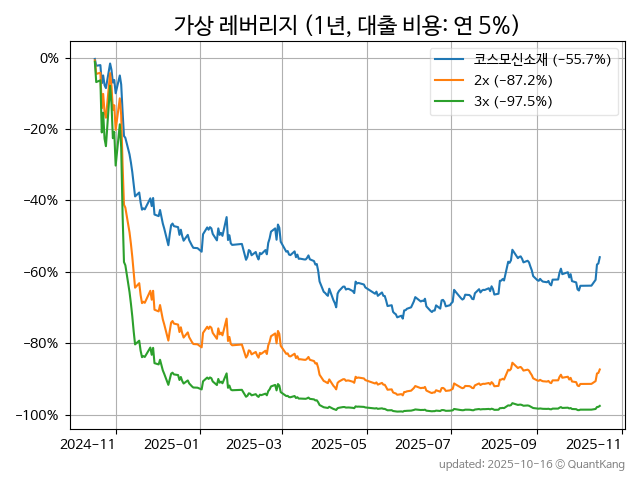 가상 레버리지 (1년, 대출 비용: 연 5%)
코스모신소재 (−55.7%)
2x (−87.2%)
3x (−97.5%)
0%
−20%
−40%
−60%
−80%
−100%
2024-11
2025-01
2025-03
2025-05
2025-07
2025-09
2025-11
updated: 2025-10-16 © QuantKang